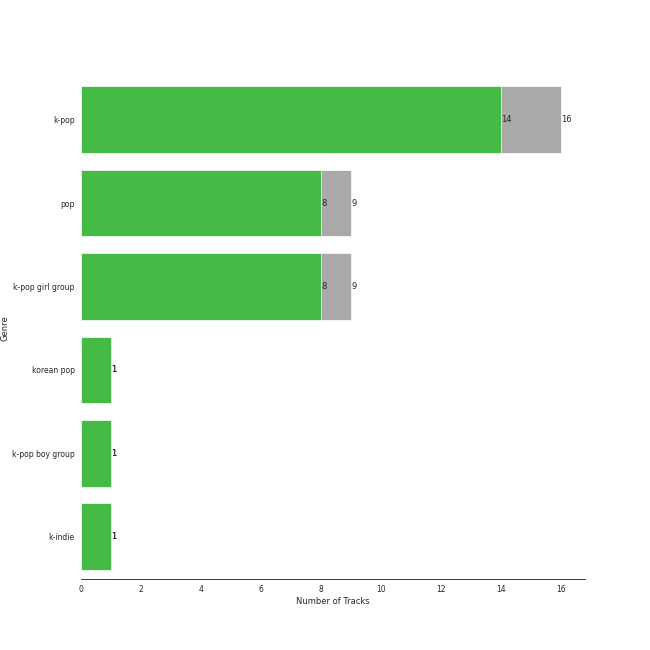 k-pop
14
16
pop
8
9
k-pop girl group
8
9
Genre
korean pop
1
k-pop boy group
1
k-indie
1
0 2 4 6 8 10 12 14 16
Number of Tracks